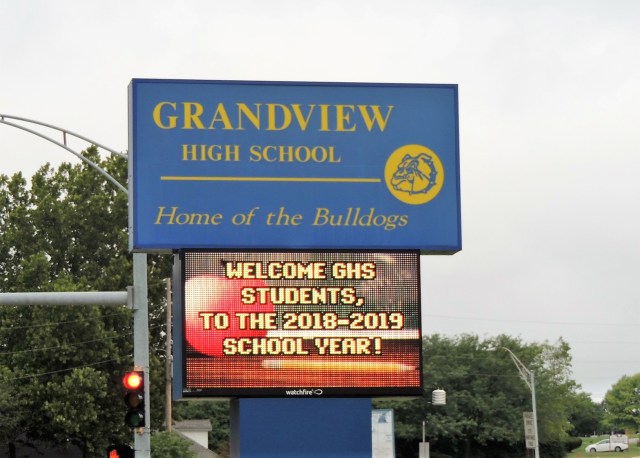 GRANDVIEW
HIGH SCHOOL
Home of the Bulldogs
WELCOME GHS
STUDENTS,
TO THE 2018-2019
SCHOOL YEAR!
watchfire